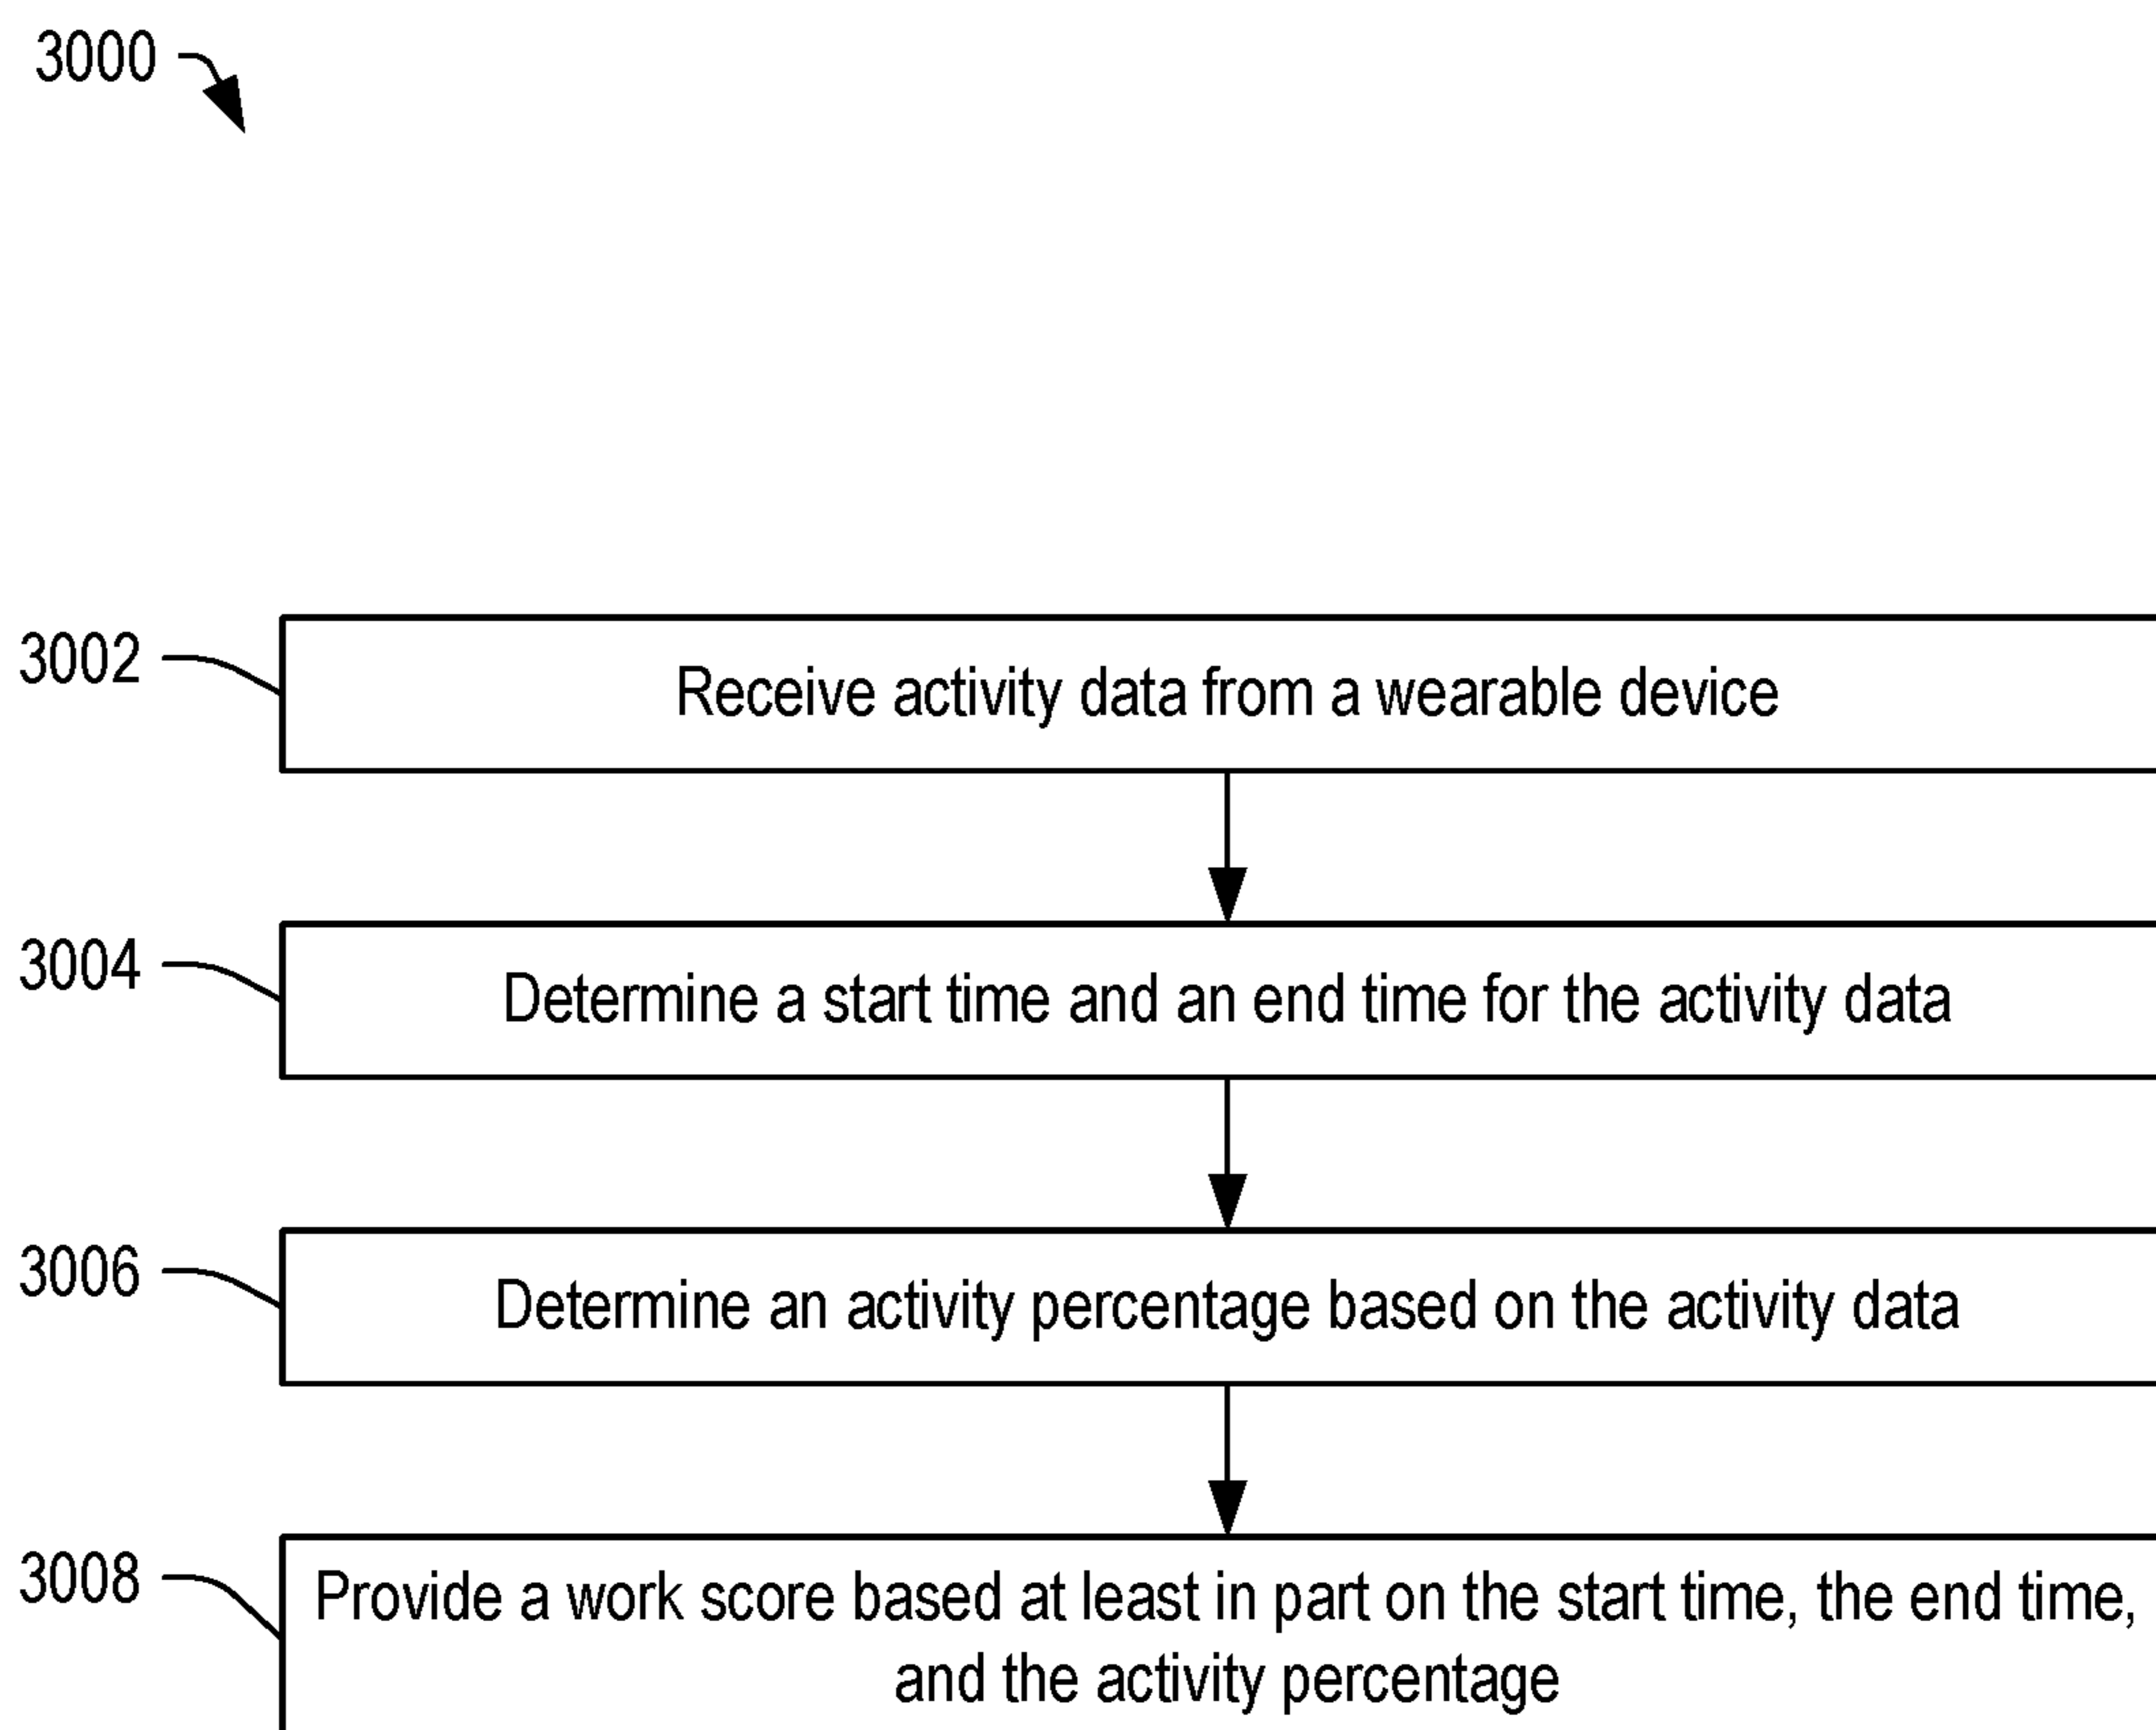 3000
3002
Receive activity data from a wearable device
3004
Determine a start time and an end time for the activity data
3006
Determine an activity percentage based on the activity data
3008
Provide a work score based at least in part on the start time, the end time,
and the activity percentage